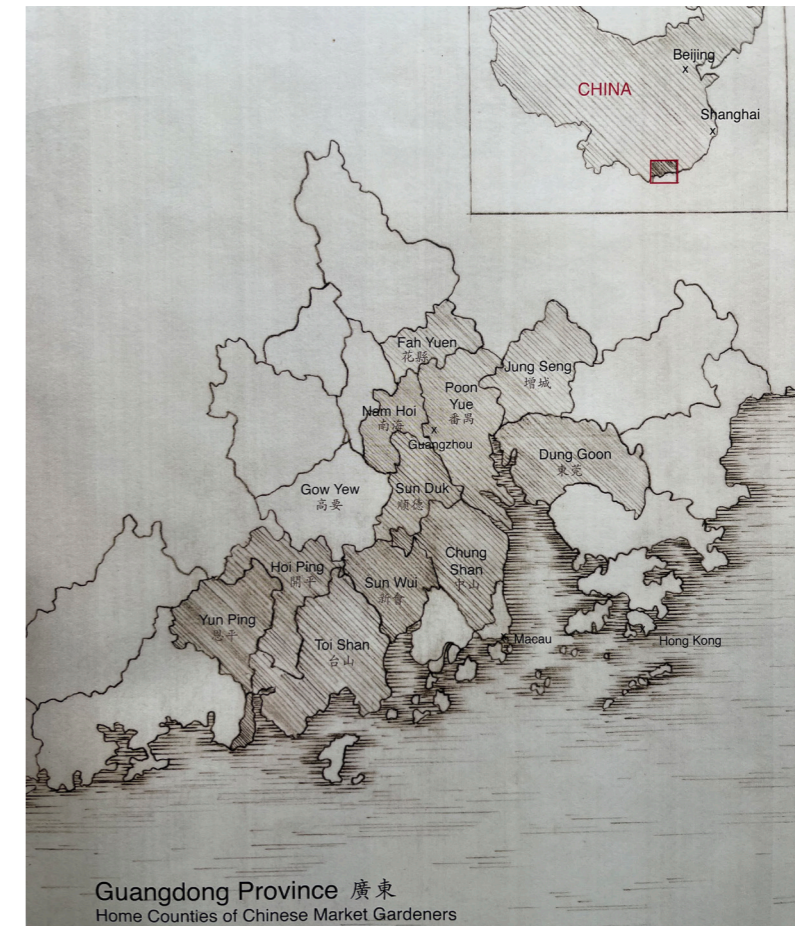 Beijing
x
CHINA
Shanghai
x
Fah Yuen
花縣
Jung Seng
增城
Poon
Yue
番禺
Nam Hoi
南海
x
Guangzhou
Dung Goon
東莞
Gow Yew
高要
Sun Duk
順德
Chung
Shan
中山
Hoi Ping
開平
Sun Wui
新會
Yun Ping
恩平
Toi Shan
台山
x Macau
Hong Kong
Guangdong Province 廣東
Home Counties of Chinese Market Gardeners